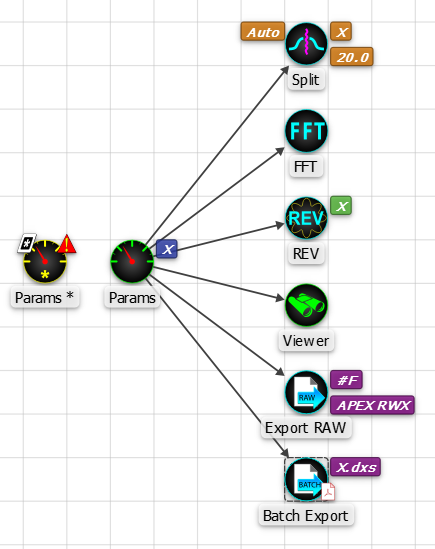 Auto
X
20.0
Split
FFT
FFT
X
REV
REV
*
*
Params *
X
Params
Viewer
#F
RAW
APEX RWX
Export RAW
X.dxs
BATCH
Batch Export